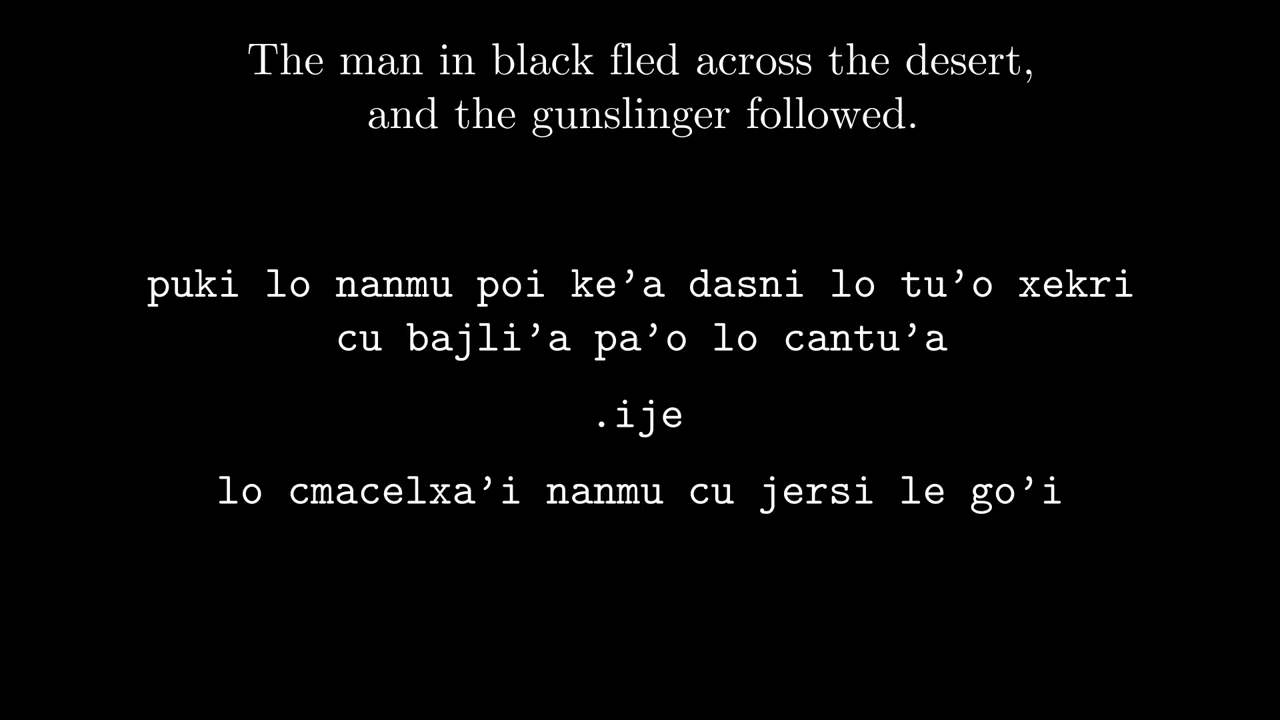 The man in black fled across the desert,
and the gunslinger followed.
puki lo nanmu poi ke’a dasni lo tu’o xekri
cu bajli’a pa’o lo cantu’a
.ije
lo cmacelxa’i nanmu cu jersi le go’i